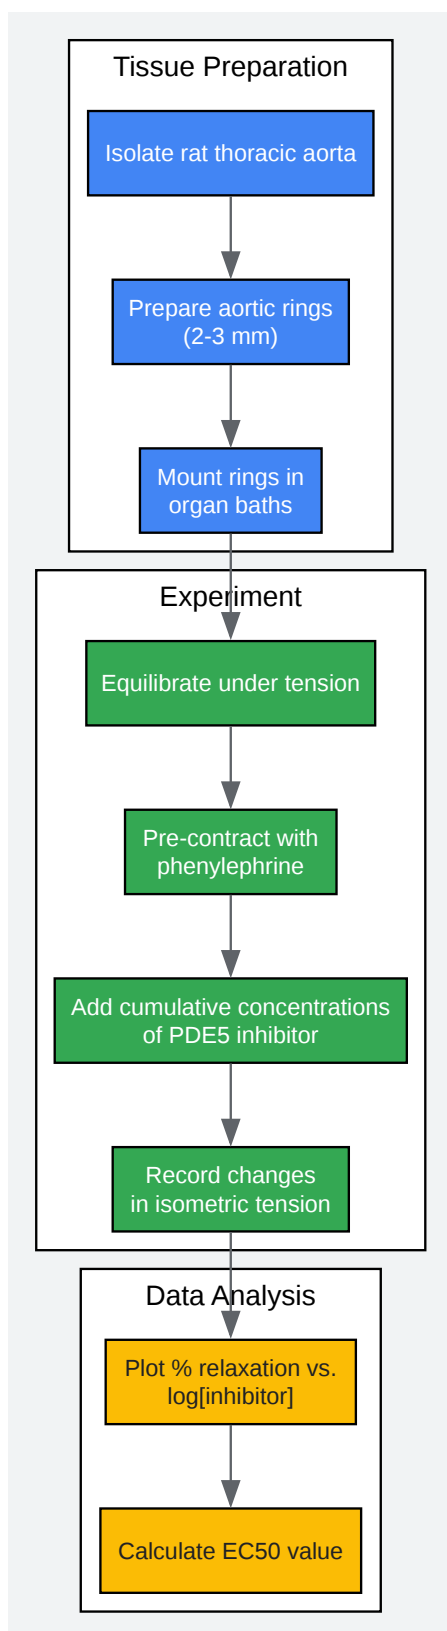 Tissue Preparation
Isolate rat thoracic aorta
Prepare aortic rings
(2-3 mm)
Mount rings in
organ baths
Experiment
Equilibrate under tension
Pre-contract with
phenylephrine
Add cumulative concentrations
of PDE5 inhibitor
Record changes
in isometric tension
Data Analysis
Plot % relaxation vs.
log[inhibitor]
Calculate EC50 value